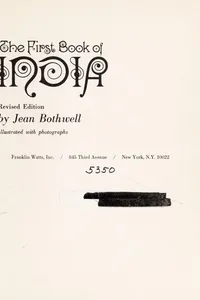 The First Book of
INDIA
Revised Edition
by Jean Bothwell
illustrated with photographs
Franklin Watts, Inc. / 845 Third Avenue / New York, N.Y. 10022
5350